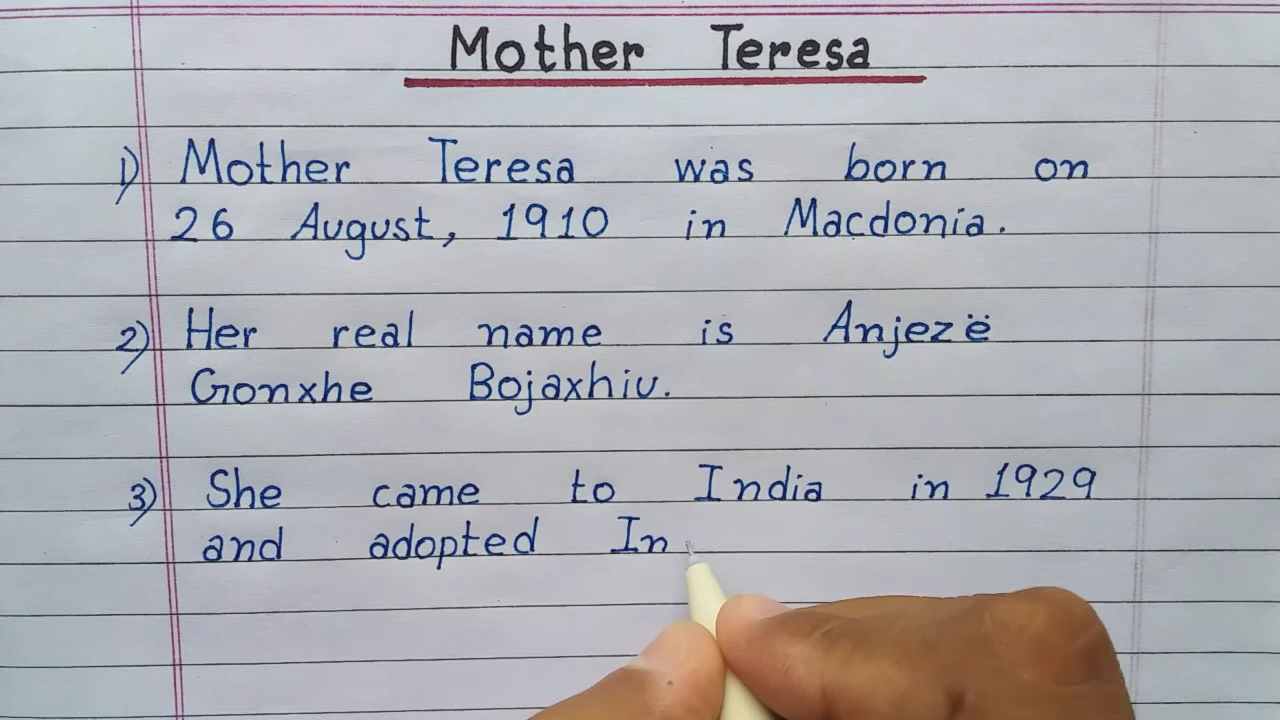 Mother Teresa
1) Mother Teresa was born on
26 August, 1910 in Macdonia.
2) Her real name is Anjezë
Gonxhe Bojaxhiu.
3) She came to India in 1929
and adopted In